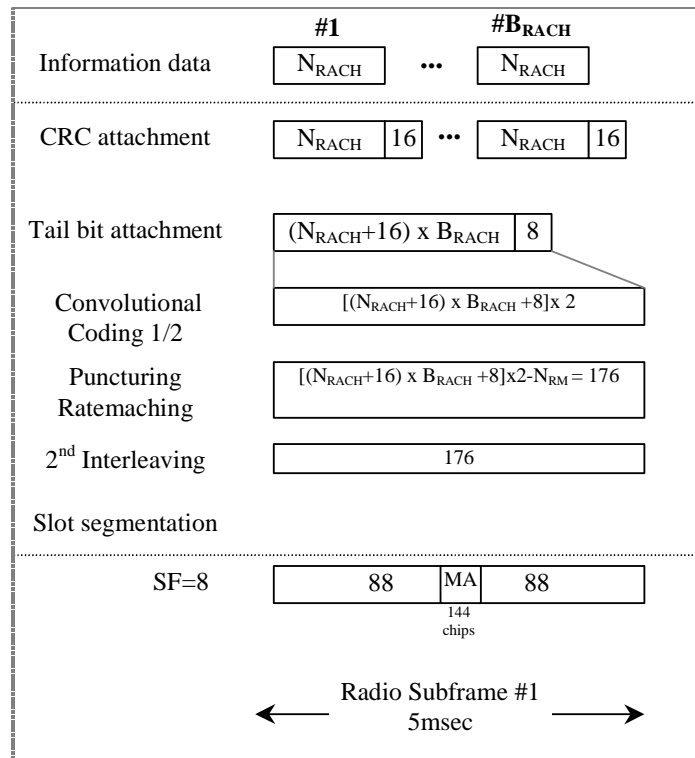 #1 #B_RACH
Information data N_RACH ... N_RACH
CRC attachment N_RACH 16 ... N_RACH 16
Tail bit attachment (N_RACH+16) x B_RACH 8
Convolutional
Coding 1/2
[(N_RACH+16) x B_RACH +8]x 2
Puncturing
Ratemaching
[(N_RACH+16) x B_RACH +8]x2-N_RM = 176
2nd Interleaving 176
Slot segmentation
SF=8 88 MA 88
144
chips
Radio Subframe #1
5msec